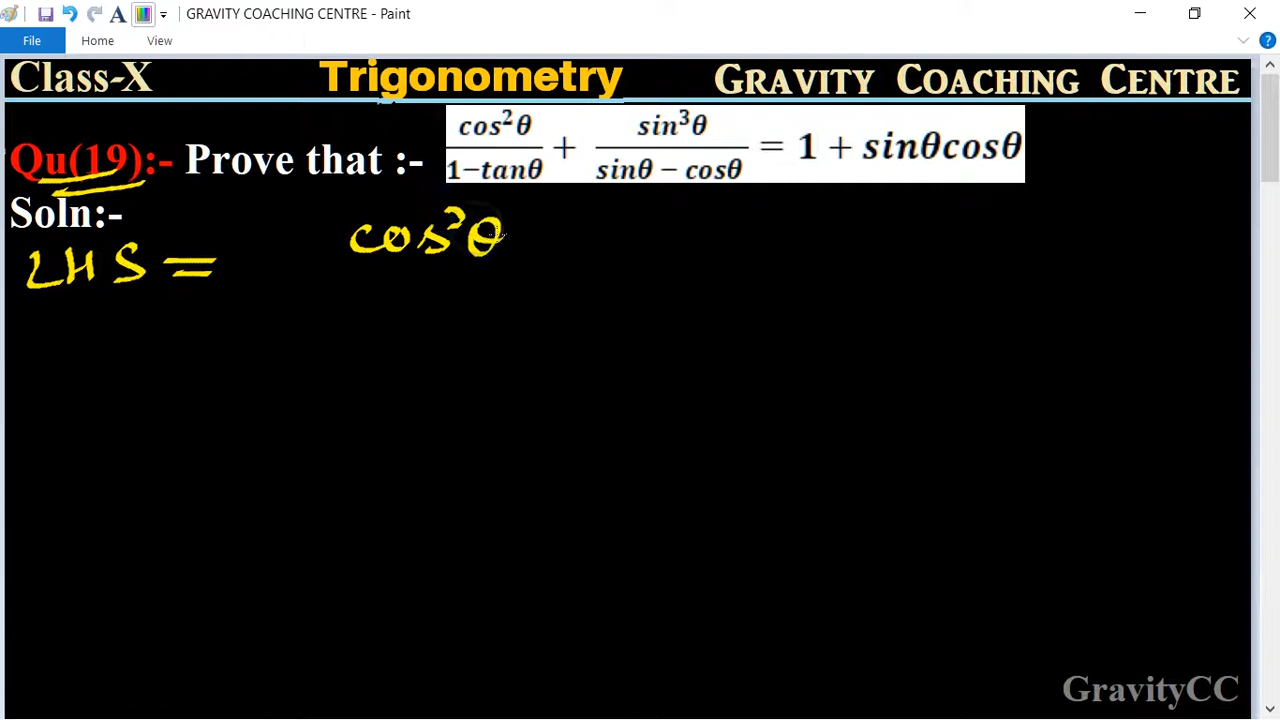 GRAVITY COACHING CENTRE - Paint
File Home View
Class-X Trigonometry GRAVITY COACHING CENTRE
Qu(19):- Prove that :- cos²θ/(1−tanθ) + sin³θ/(sinθ − cosθ) = 1 + sinθcosθ
Soln:-
LHS = cos²θ
GravityCC